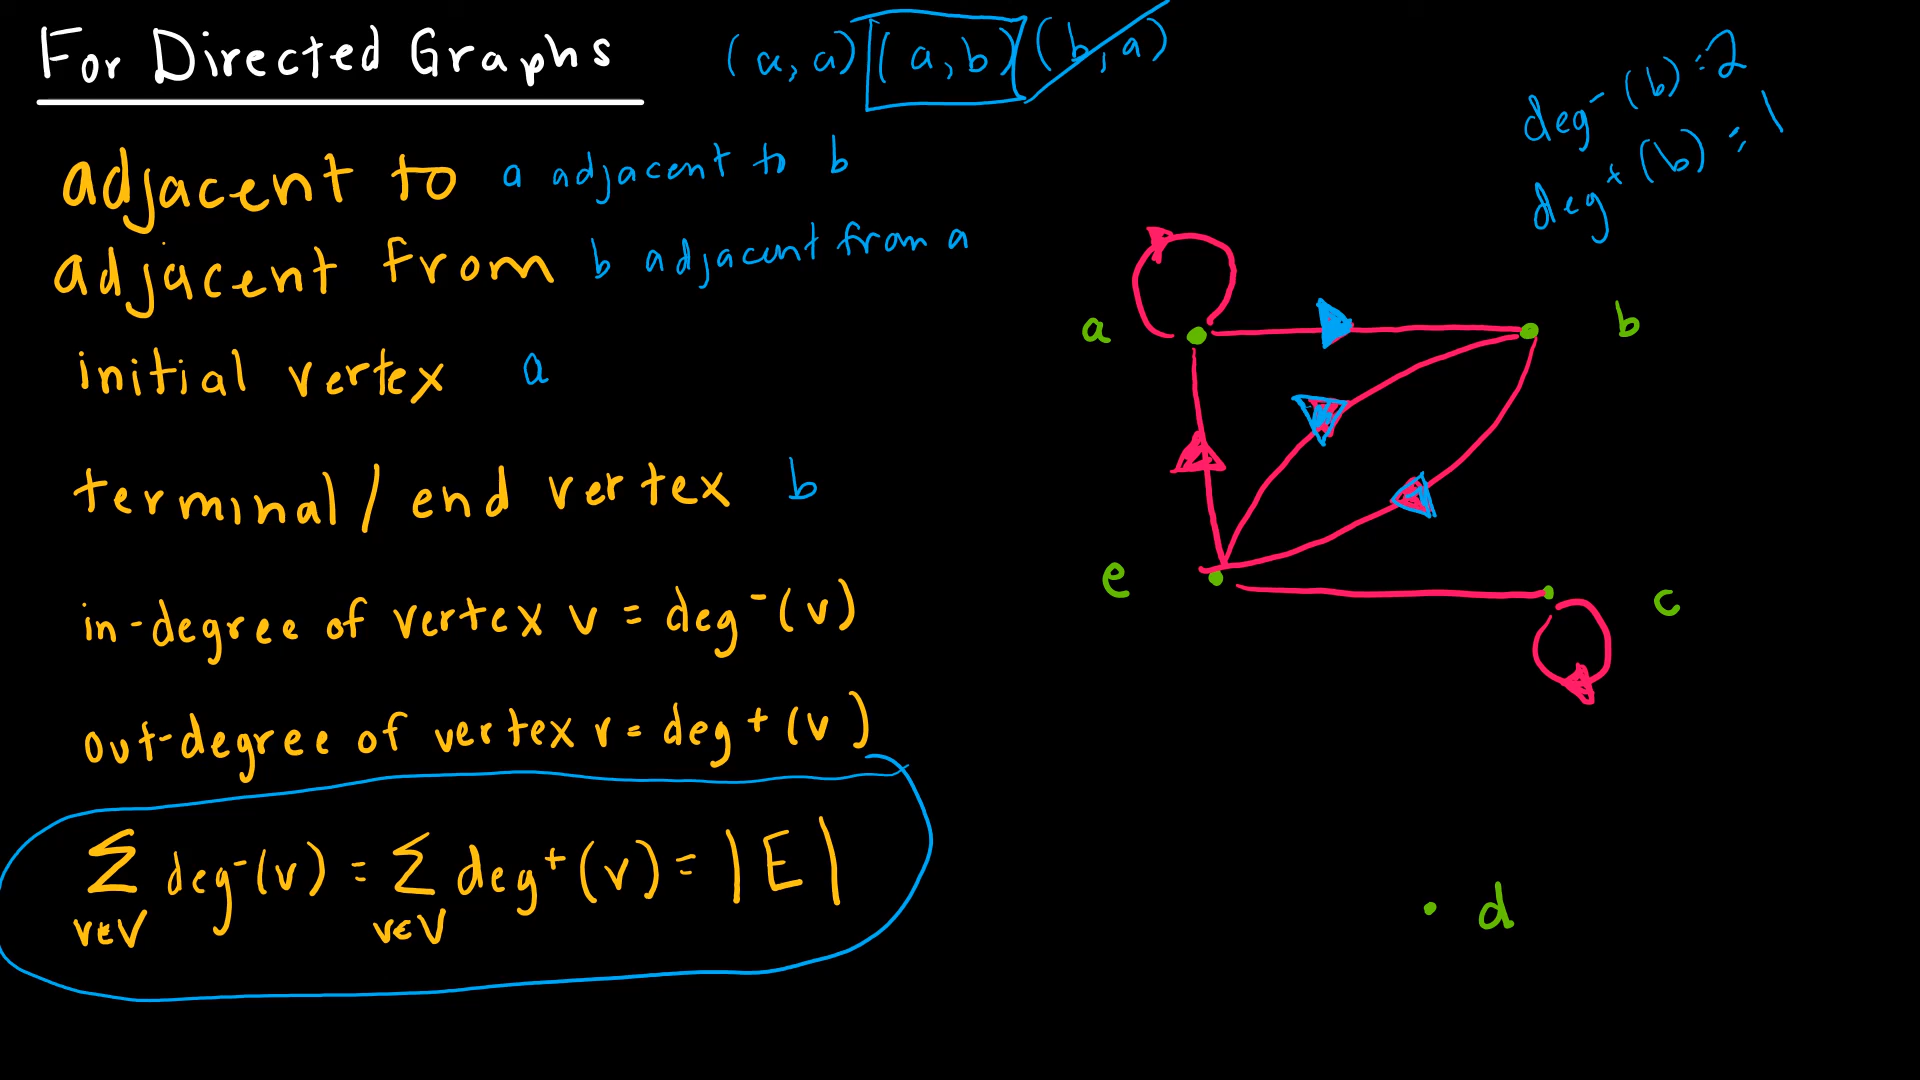 For Directed Graphs
(a, a) (a, b) (b, a)
deg⁻(b) = 2
deg⁺(b) = 1
adjacent to a adjacent to b
adjacent from b adjacent from a
initial vertex a
terminal / end vertex b
in-degree of vertex v = deg⁻(v)
out-degree of vertex v = deg⁺(v)
∑ deg⁻(v) = ∑ deg⁺(v) = |E|
v∈V v∈V
a
b
e
c
d